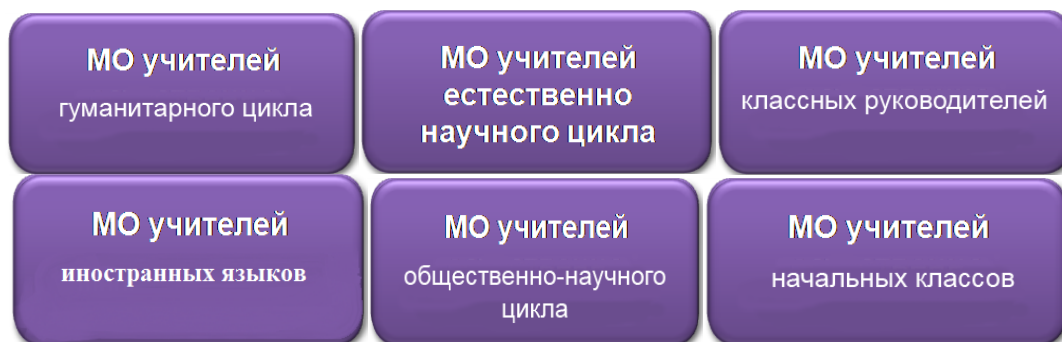 МО учителей
гуманитарного цикла
МО учителей
естественно
научного цикла
МО учителей
классных руководителей
МО учителей
иностранных языков
МО учителей
общественно-научного
цикла
МО учителей
начальных классов